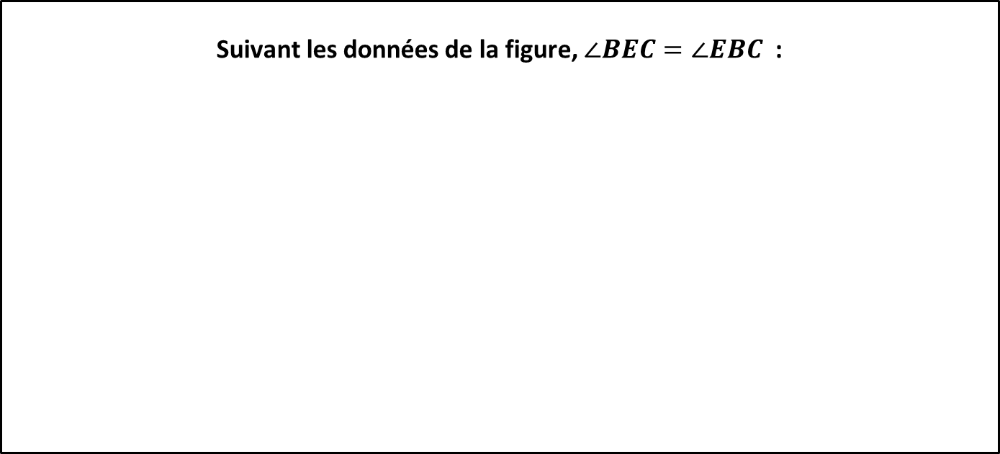 Suivant les données de la figure, ∠BEC = ∠EBC :